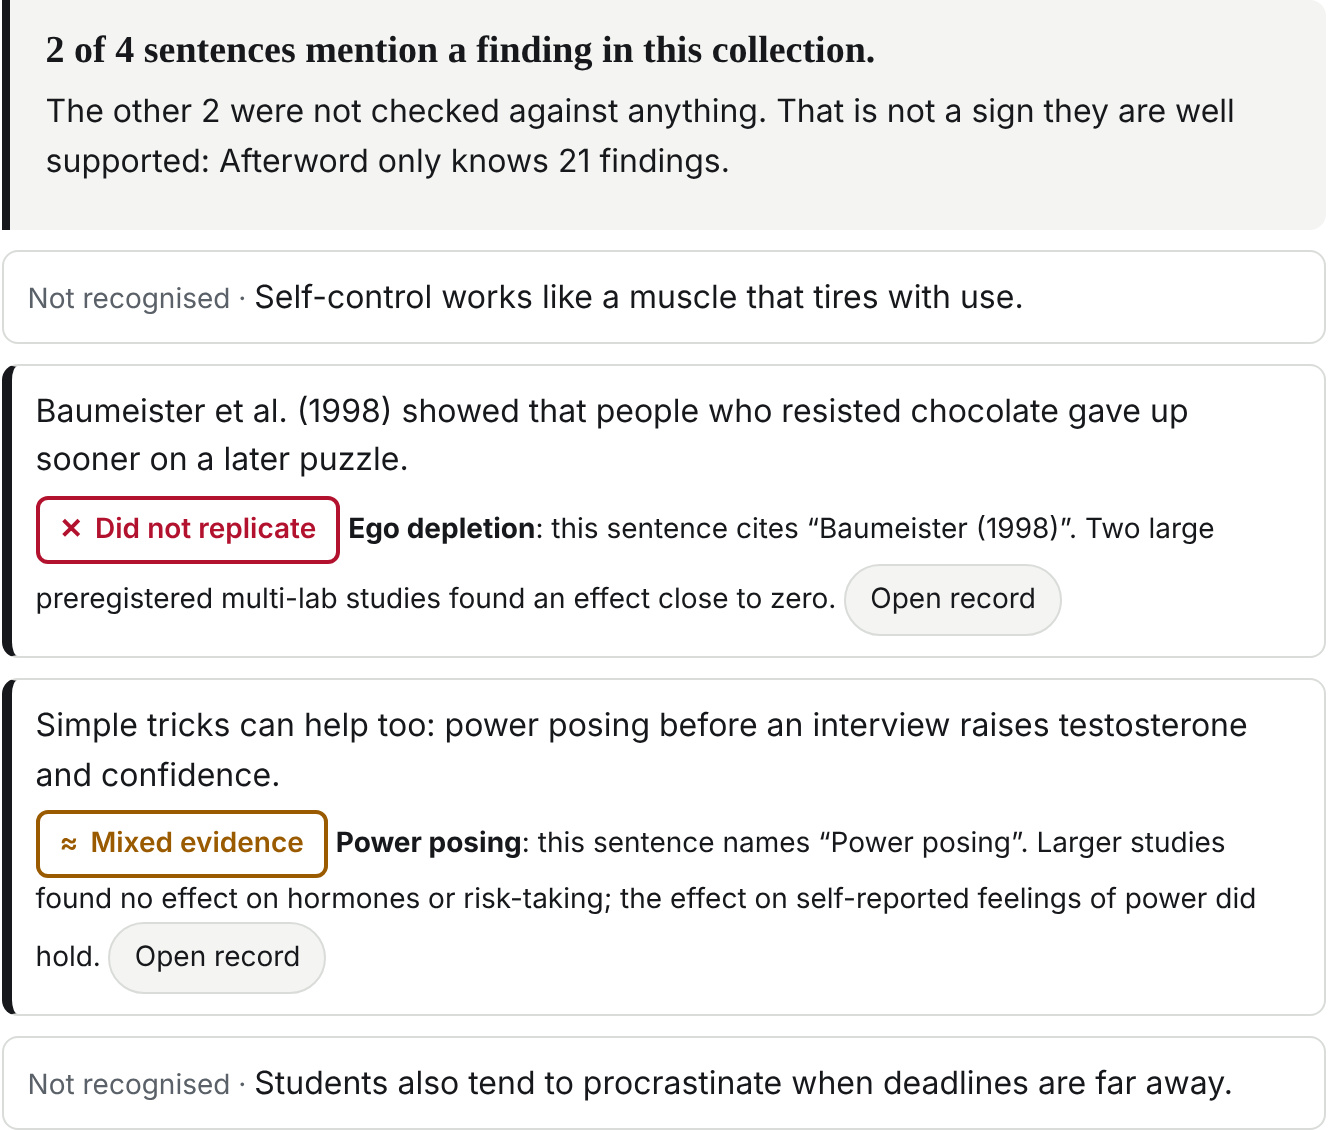 2 of 4 sentences mention a finding in this collection.
The other 2 were not checked against anything. That is not a sign they are well
supported: Afterword only knows 21 findings.
Not recognised · Self-control works like a muscle that tires with use.
Baumeister et al. (1998) showed that people who resisted chocolate gave up
sooner on a later puzzle.
✕ Did not replicate Ego depletion: this sentence cites “Baumeister (1998)”. Two large
preregistered multi-lab studies found an effect close to zero. Open record
Simple tricks can help too: power posing before an interview raises testosterone
and confidence.
≈ Mixed evidence Power posing: this sentence names “Power posing”. Larger studies
found no effect on hormones or risk-taking; the effect on self-reported feelings of power did
hold. Open record
Not recognised · Students also tend to procrastinate when deadlines are far away.